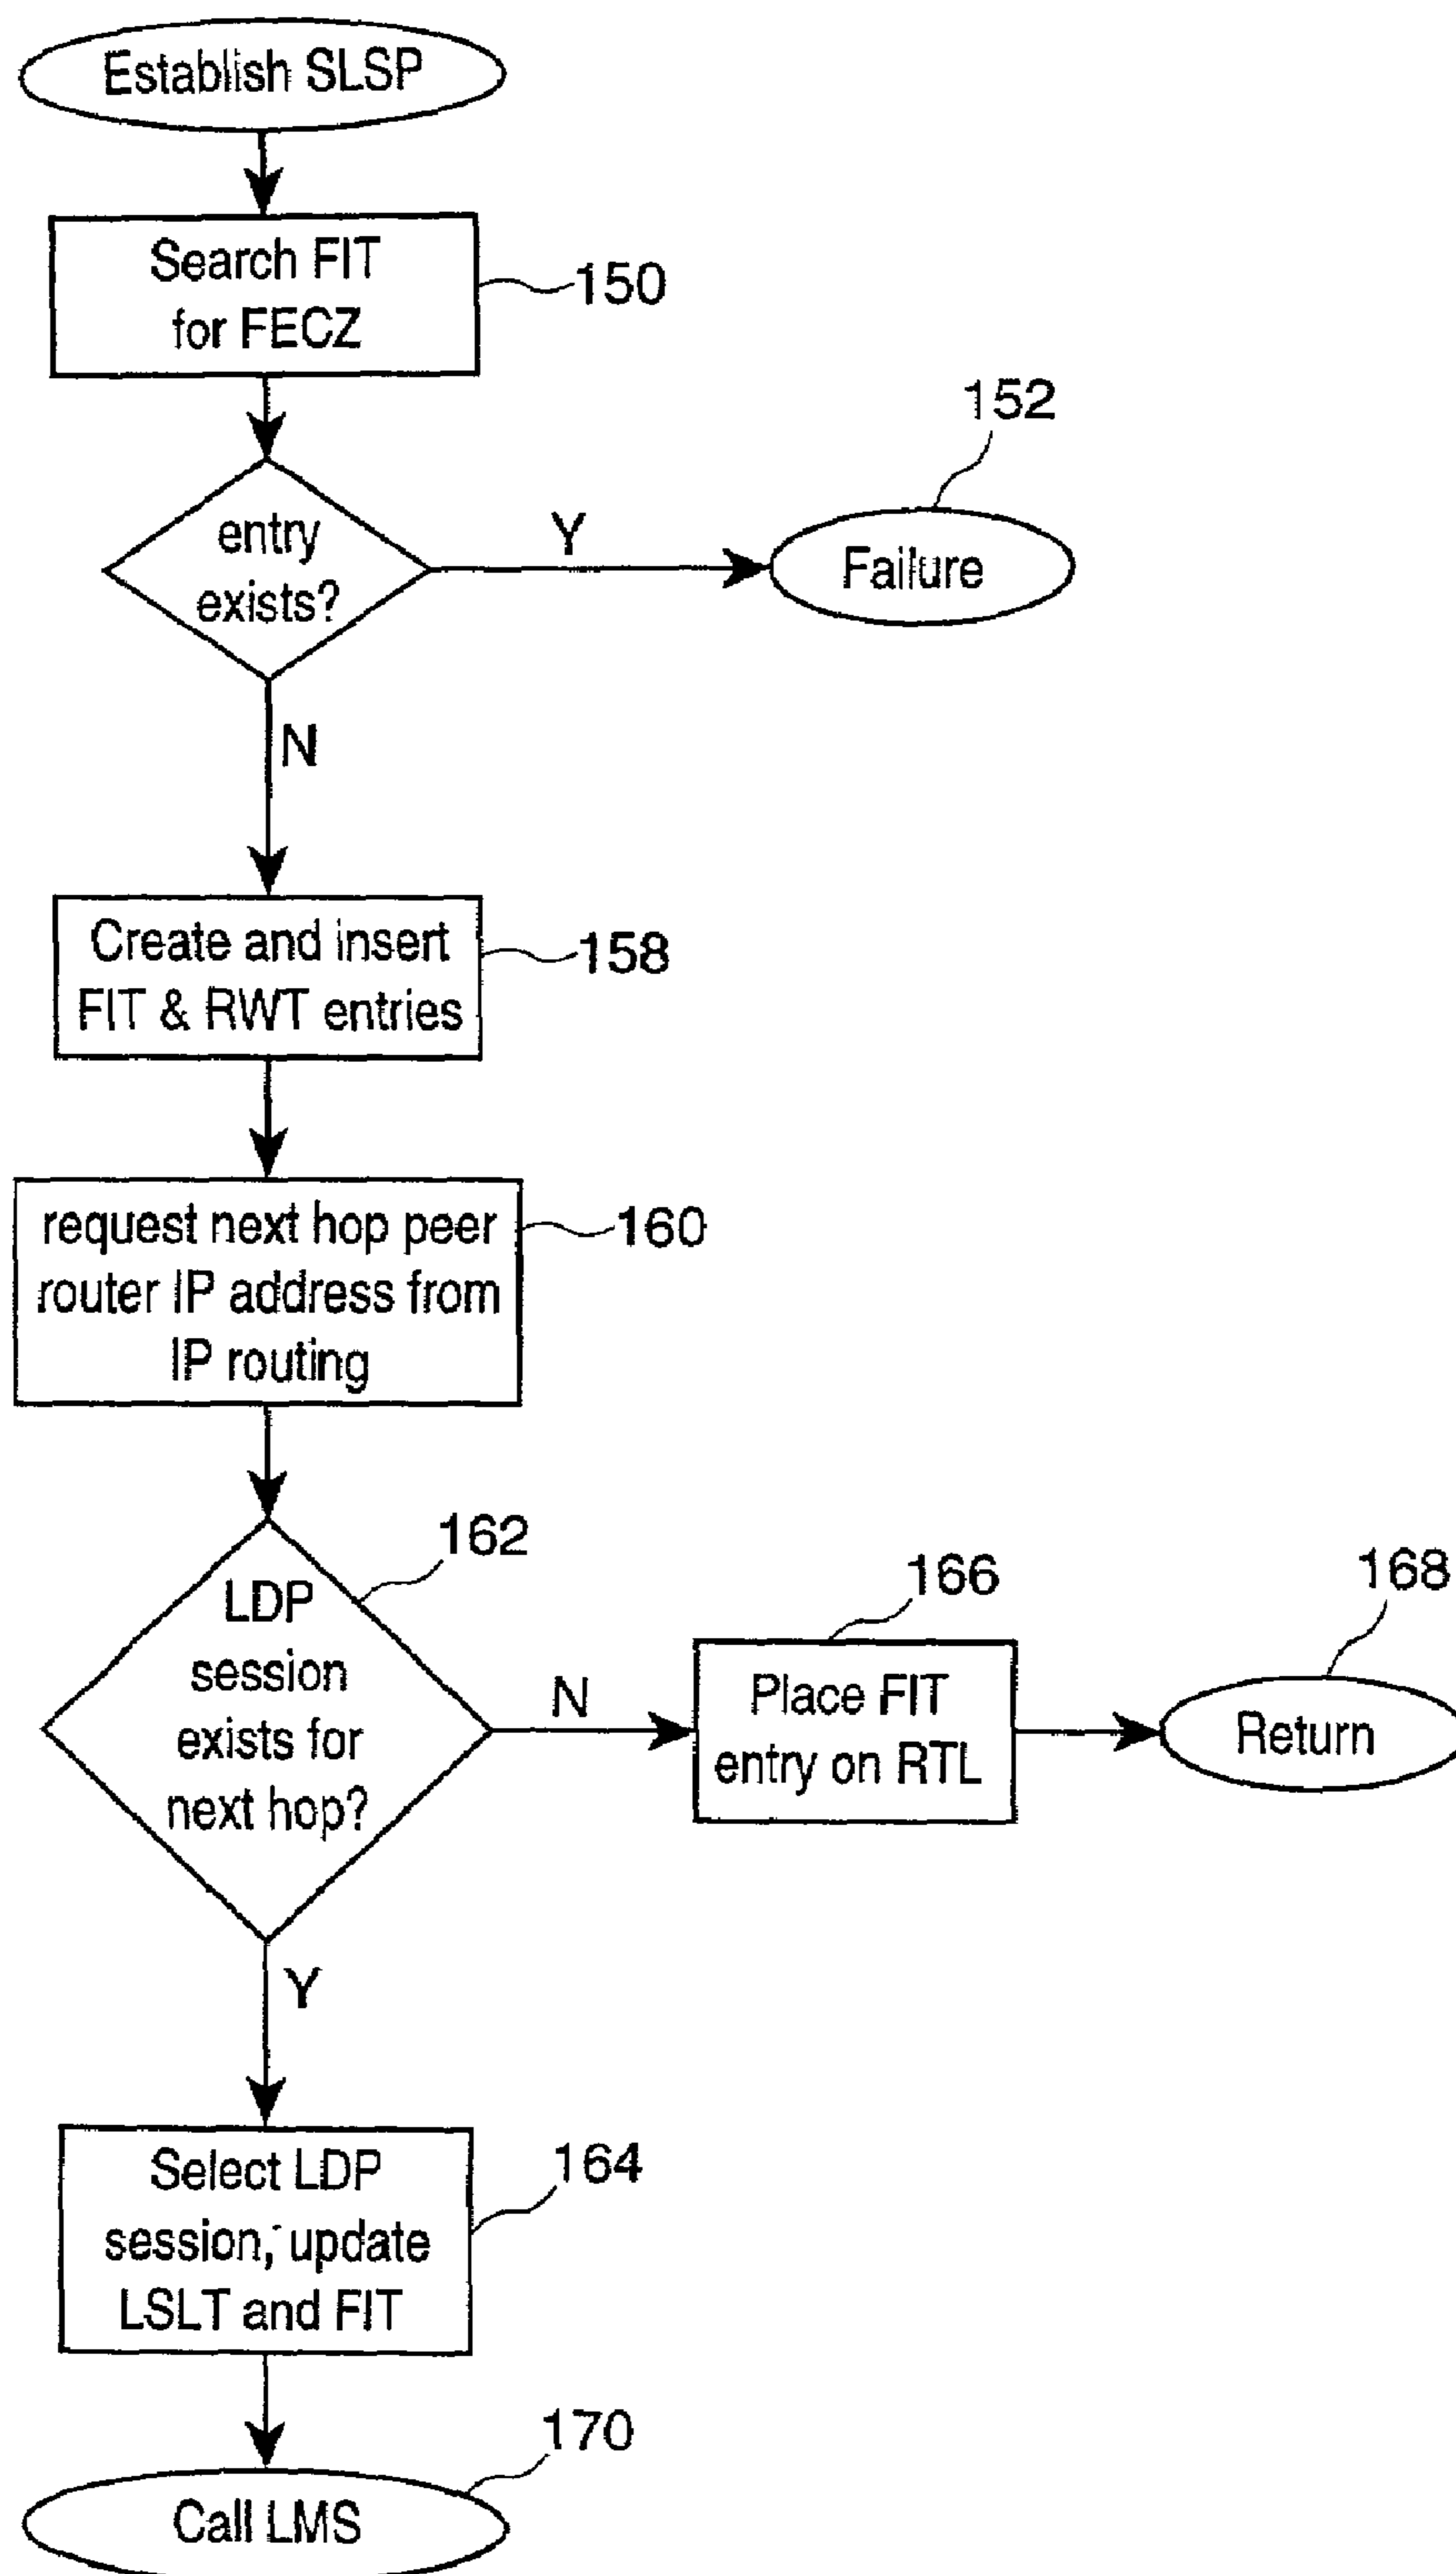 Establish SLSP
Search FIT
for FECZ
150
152
entry
exists?
Y
Failure
N
Create and insert
FIT & RWT entries
158
request next hop peer
router IP address from
IP routing
160
162
LDP
session
exists for
next hop?
N
166
Place FIT
entry on RTL
168
Return
Y
Select LDP
session, update
LSLT and FIT
164
170
Call LMS